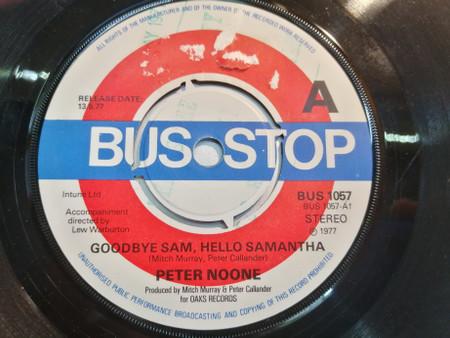 ALL RIGHTS OF THE MANUFACTURER AND OF THE OWNER OF THE RECORDED WORK RESERVED
A
RELEASE DATE:
13.5.77
BUS STOP
Intune Ltd
BUS 1057
BUS 1057-A1
Accompaniment
directed by
Lew Warburton
STEREO
℗ 1977
GOODBYE SAM, HELLO SAMANTHA
(Mitch Murray, Peter Callander)
PETER NOONE
Produced by Mitch Murray & Peter Callander
for OAKS RECORDS
UNAUTHORISED PUBLIC PERFORMANCE BROADCASTING AND COPYING OF THIS RECORD PROHIBITED